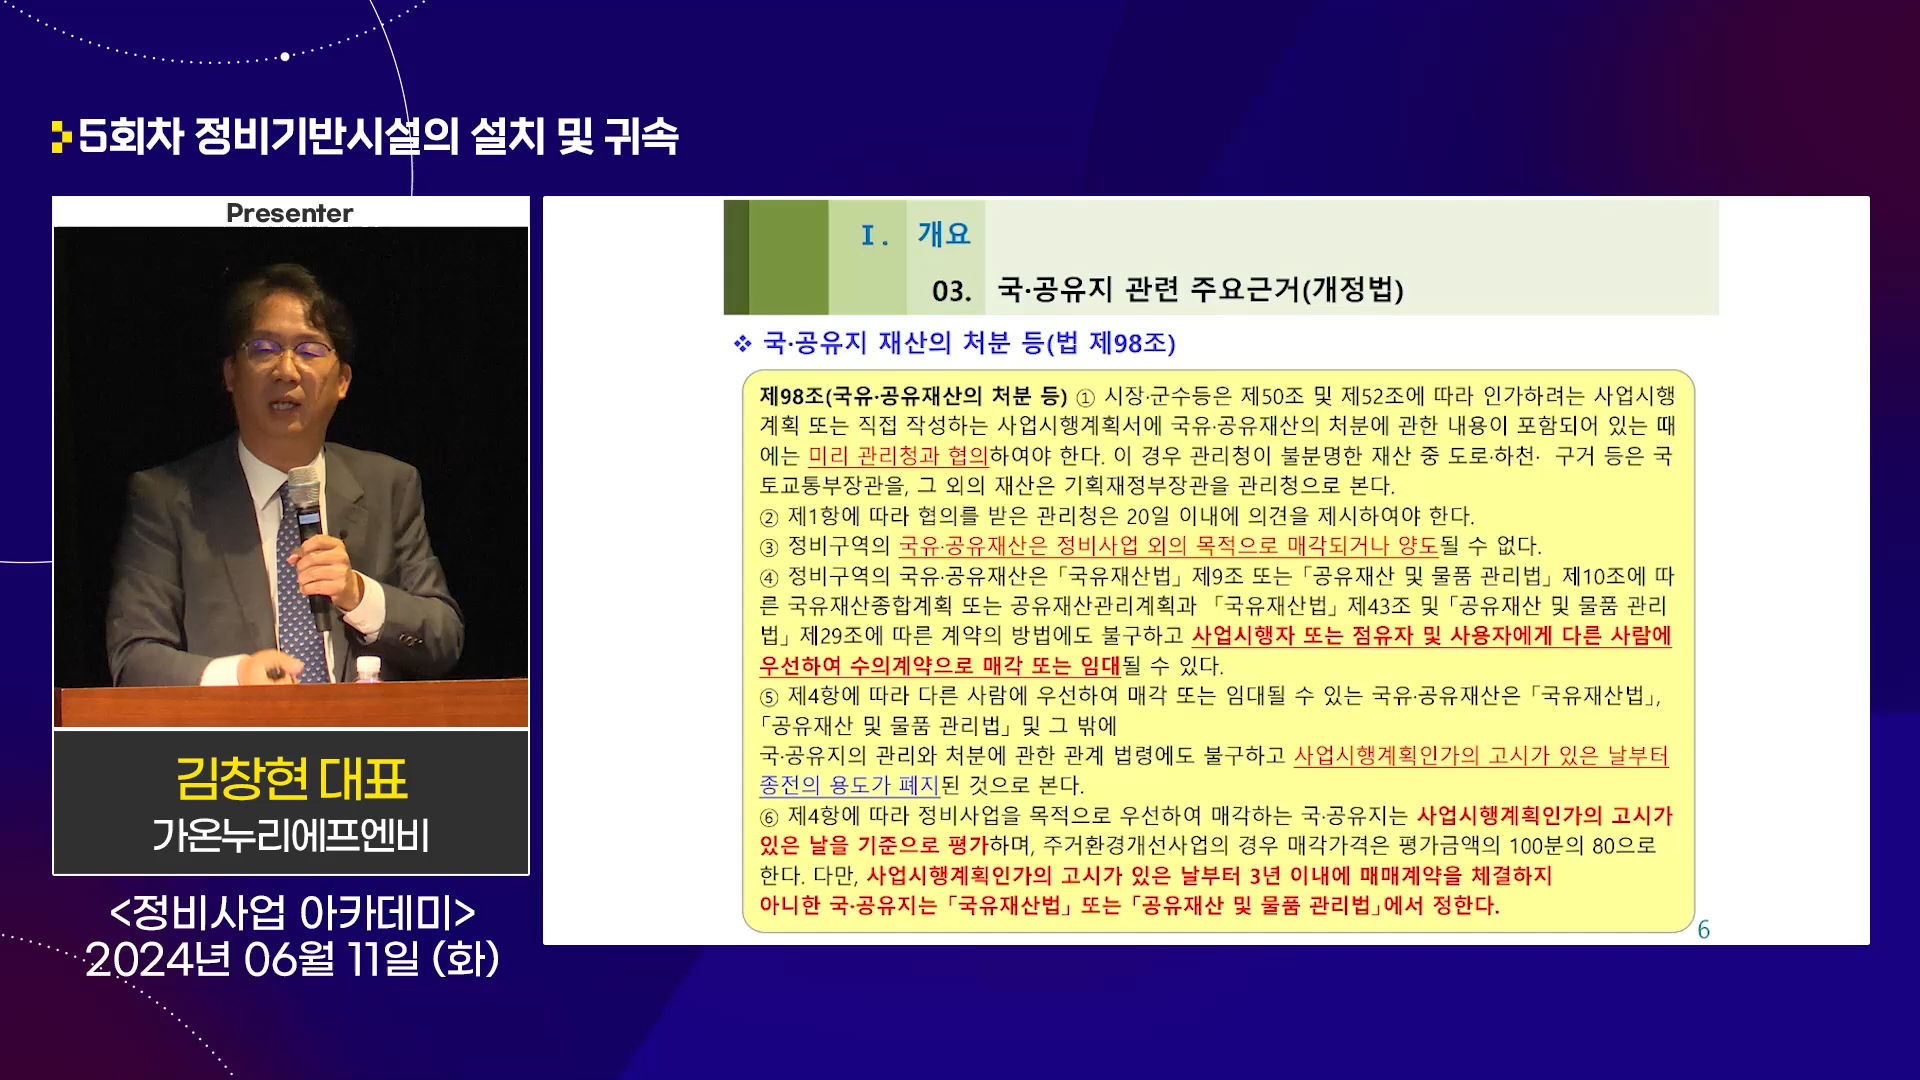 5회차 정비기반시설의 설치 및 귀속
Presenter
김창현 대표
가온누리에프엔비
<정비사업 아카데미>
2024년 06월 11일 (화)
I. 개요
03. 국·공유지 관련 주요근거(개정법)
❖ 국·공유지 재산의 처분 등(법 제98조)
제98조(국유·공유재산의 처분 등) ① 시장·군수등은 제50조 및 제52조에 따라 인가하려는 사업시행
계획 또는 직접 작성하는 사업시행계획서에 국유·공유재산의 처분에 관한 내용이 포함되어 있는 때
에는 미리 관리청과 협의하여야 한다. 이 경우 관리청이 불분명한 재산 중 도로·하천· 구거 등은 국
토교통부장관을, 그 외의 재산은 기획재정부장관을 관리청으로 본다.
② 제1항에 따라 협의를 받은 관리청은 20일 이내에 의견을 제시하여야 한다.
③ 정비구역의 국유·공유재산은 정비사업 외의 목적으로 매각되거나 양도될 수 없다.
④ 정비구역의 국유·공유재산은 「국유재산법」 제9조 또는 「공유재산 및 물품 관리법」 제10조에 따
른 국유재산종합계획 또는 공유재산관리계획과 「국유재산법」 제43조 및 「공유재산 및 물품 관리
법」 제29조에 따른 계약의 방법에도 불구하고 사업시행자 또는 점유자 및 사용자에게 다른 사람에
우선하여 수의계약으로 매각 또는 임대될 수 있다.
⑤ 제4항에 따라 다른 사람에 우선하여 매각 또는 임대될 수 있는 국유·공유재산은 「국유재산법」,
「공유재산 및 물품 관리법」 및 그 밖에
국·공유지의 관리와 처분에 관한 관계 법령에도 불구하고 사업시행계획인가의 고시가 있은 날부터
종전의 용도가 폐지된 것으로 본다.
⑥ 제4항에 따라 정비사업을 목적으로 우선하여 매각하는 국·공유지는 사업시행계획인가의 고시가
있은 날을 기준으로 평가하며, 주거환경개선사업의 경우 매각가격은 평가금액의 100분의 80으로
한다. 다만, 사업시행계획인가의 고시가 있은 날부터 3년 이내에 매매계약을 체결하지
아니한 국·공유지는 「국유재산법」 또는 「공유재산 및 물품 관리법」에서 정한다.
6